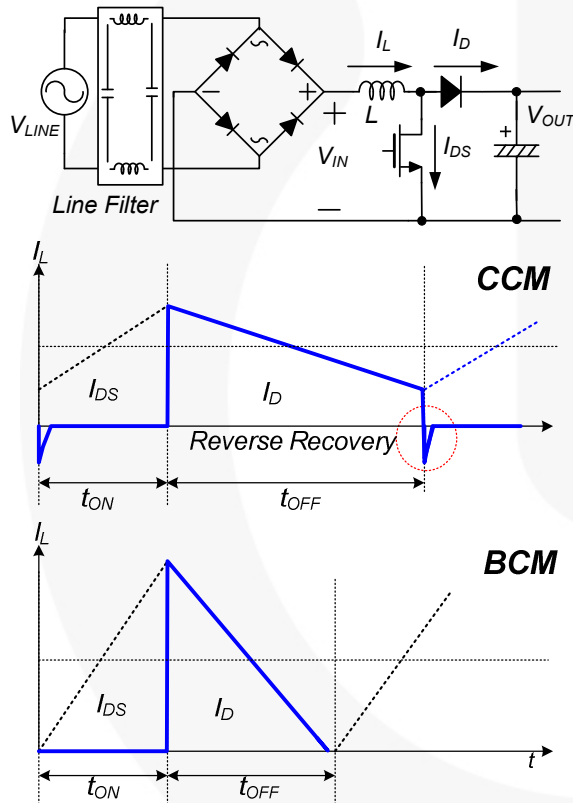 I_L
I_D
+
V_LINE
−
+
+
L
V_IN
I_DS
+
V_OUT
−
Line Filter
I_L
CCM
I_DS
I_D
Reverse Recovery
t_ON
t_OFF
I_L
BCM
I_DS
I_D
t
t_ON
t_OFF